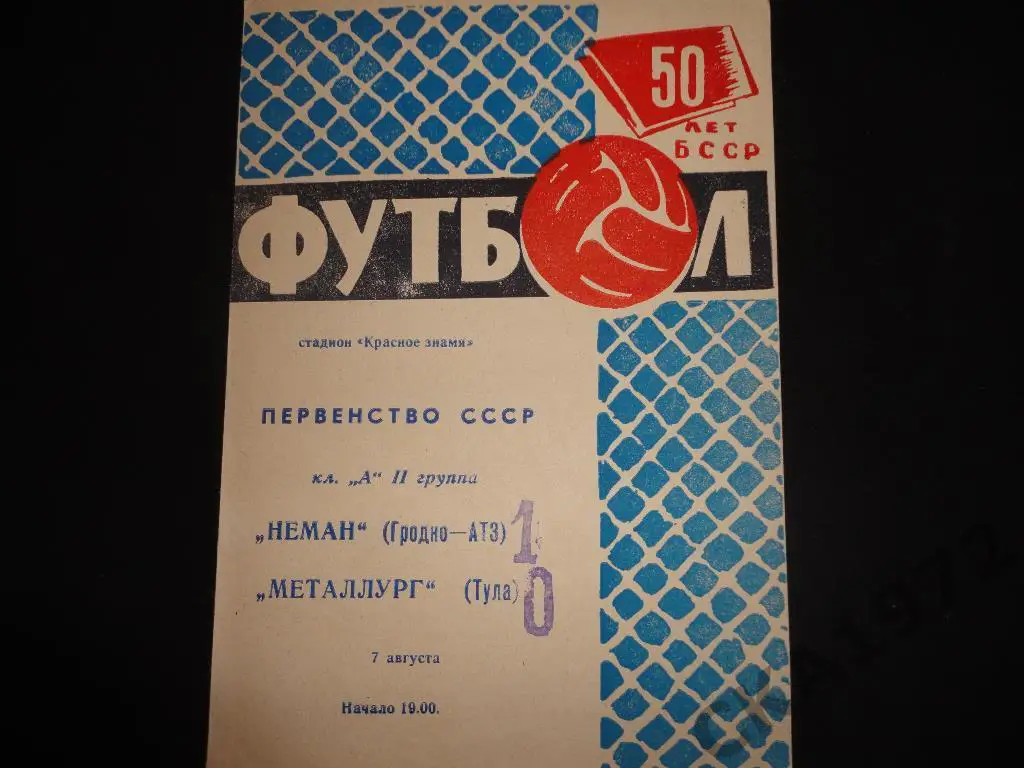 50
ЛЕТ
БССР
ФУТБОЛ
стадион «Красное знамя»
ПЕРВЕНСТВО СССР
кл. „А“ II группа
„НЕМАН“ (Гродно—АТЗ) 1
„МЕТАЛЛУРГ“ (Тула) 0
7 августа
Начало 19.00.
СКА1972